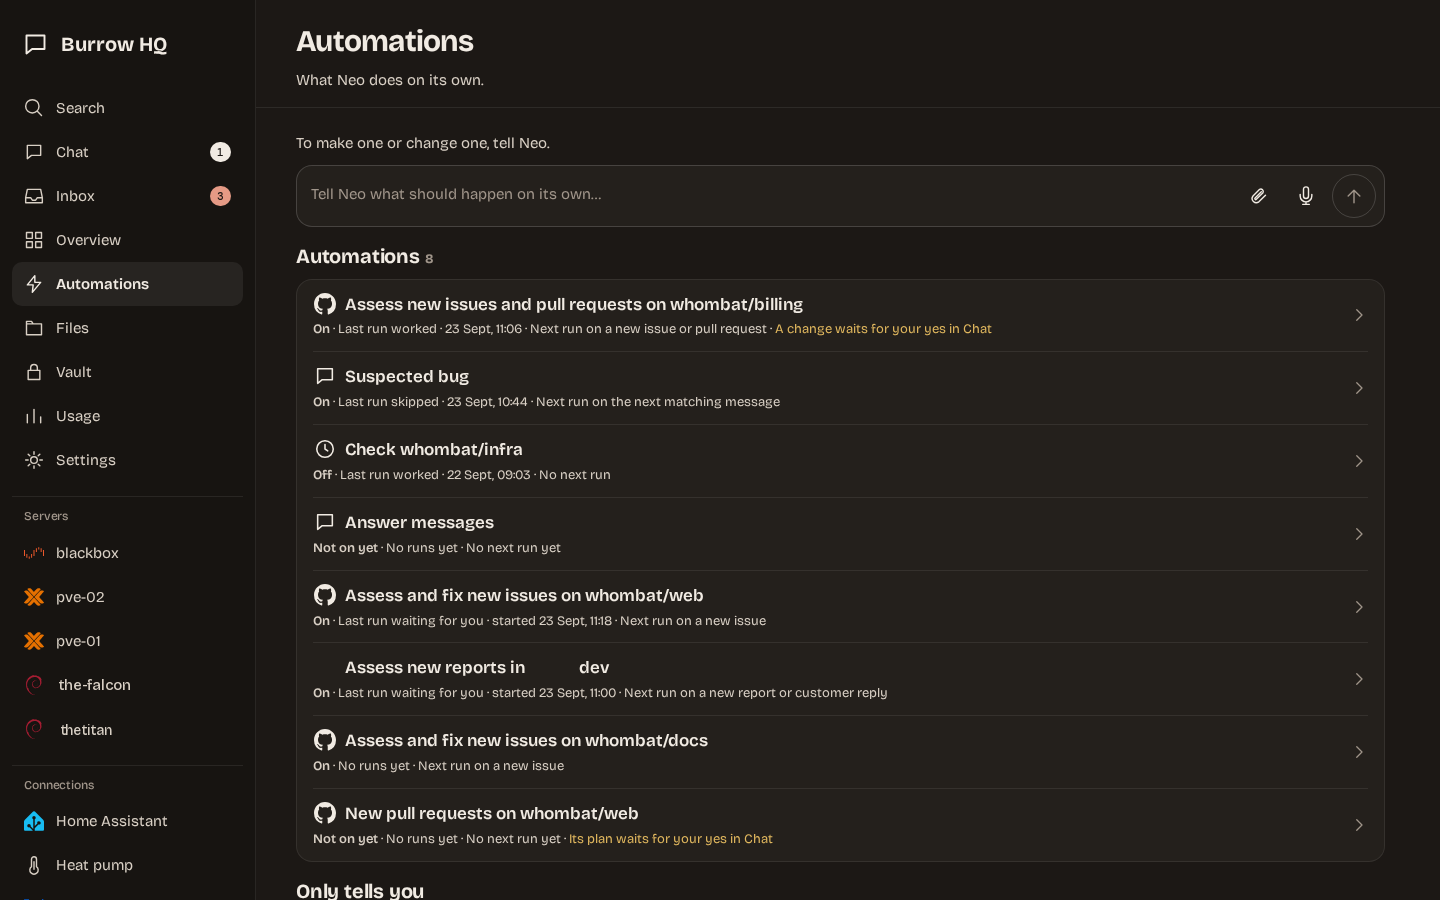 Burrow HQ
Search
Chat 1
Inbox 3
Overview
Automations
Files
Vault
Usage
Settings
Servers
blackbox
pve-02
pve-01
the-falcon
thetitan
Connections
Home Assistant
Heat pump
Automations
What Neo does on its own.
To make one or change one, tell Neo.
Tell Neo what should happen on its own...
Automations 8
Assess new issues and pull requests on whombat/billing
On · Last run worked · 23 Sept, 11:06 · Next run on a new issue or pull request · A change waits for your yes in Chat
Suspected bug
On · Last run skipped · 23 Sept, 10:44 · Next run on the next matching message
Check whombat/infra
Off · Last run worked · 22 Sept, 09:03 · No next run
Answer messages
Not on yet · No runs yet · No next run yet
Assess and fix new issues on whombat/web
On · Last run waiting for you · started 23 Sept, 11:18 · Next run on a new issue
Assess new reports in dev
On · Last run waiting for you · started 23 Sept, 11:00 · Next run on a new report or customer reply
Assess and fix new issues on whombat/docs
On · No runs yet · Next run on a new issue
New pull requests on whombat/web
Not on yet · No runs yet · No next run yet · Its plan waits for your yes in Chat
Only tells you